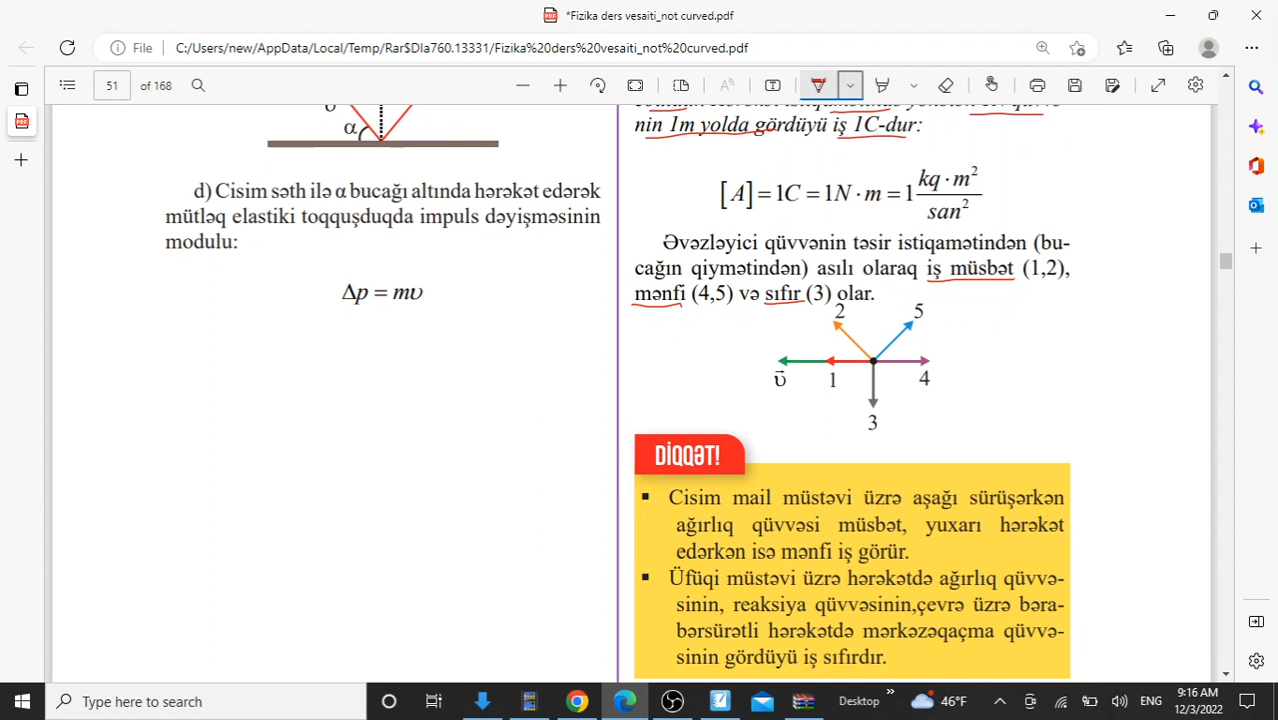 *Fizika ders vesaiti_not curved.pdf
File
C:/Users/new/AppData/Local/Temp/Rar$DIa760.13331/Fizika%20ders%20vesaiti_not%20curved.pdf
51
of 168
α
d) Cisim səth ilə α bucağı altında hərəkət edərək
mütləq elastiki toqquşduqda impuls dəyişməsinin
modulu:
Δp = mυ
nin 1m yolda gördüyü iş 1C-dur:
[A] = 1C = 1N · m = 1 kq · m² / san²
Əvəzləyici qüvvənin təsir istiqamətindən (bu-
cağın qiymətindən) asılı olaraq iş müsbət (1,2),
mənfi (4,5) və sıfır (3) olar.
2
5
υ⃗
1
4
3
DİQQƏT!
▪ Cisim mail müstəvi üzrə aşağı sürüşərkən
ağırlıq qüvvəsi müsbət, yuxarı hərəkət
edərkən isə mənfi iş görür.
▪ Üfüqi müstəvi üzrə hərəkətdə ağırlıq qüvvə-
sinin, reaksiya qüvvəsinin,çevrə üzrə bəra-
bərsürətli hərəkətdə mərkəzəqaçma qüvvə-
sinin gördüyü iş sıfırdır.
Type here to search
Desktop
46°F
ENG
9:16 AM
12/3/2022